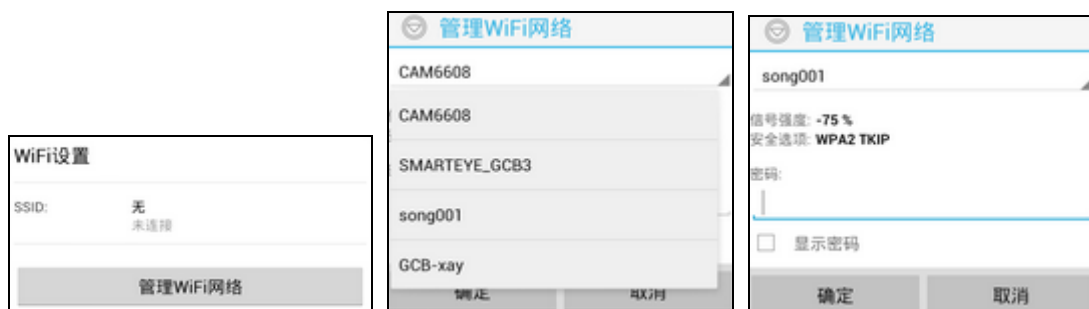 WiFi设置
SSID: 无
未连接
管理WiFi网络
管理WiFi网络
CAM6608
CAM6608
SMARTEYE_GCB3
song001
GCB-xay
确定 取消
管理WiFi网络
song001
信号强度: -75 %
安全选项: WPA2 TKIP
密码:
显示密码
确定 取消